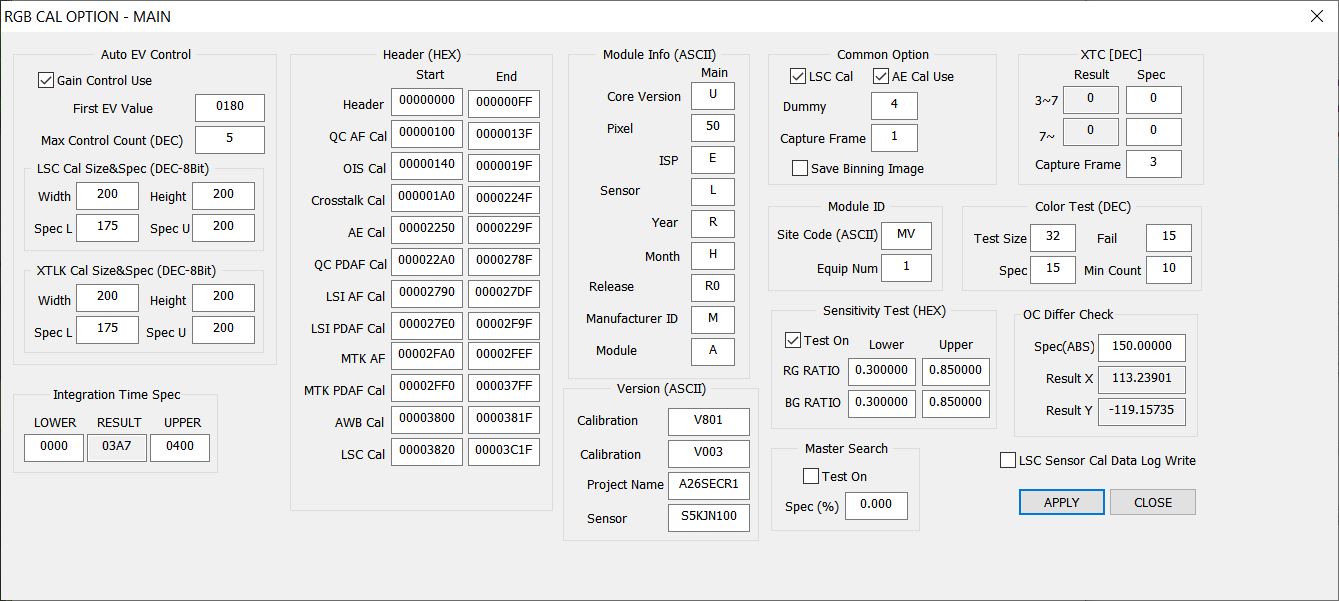 RGB CAL OPTION - MAIN
Auto EV Control
Gain Control Use
First EV Value 0180
Max Control Count (DEC) 5
LSC Cal Size&Spec (DEC-8Bit)
Width 200 Height 200
Spec L 175 Spec U 200
XTLK Cal Size&Spec (DEC-8Bit)
Width 200 Height 200
Spec L 175 Spec U 200
Integration Time Spec
LOWER RESULT UPPER
0000 03A7 0400
Header (HEX)
Start End
Header 00000000 000000FF
QC AF Cal 00000100 0000013F
OIS Cal 00000140 0000019F
Crosstalk Cal 000001A0 0000224F
AE Cal 00002250 0000229F
QC PDAF Cal 000022A0 0000278F
LSI AF Cal 00002790 000027DF
LSI PDAF Cal 000027E0 00002F9F
MTK AF 00002FA0 00002FEF
MTK PDAF Cal 00002FF0 000037FF
AWB Cal 00003800 0000381F
LSC Cal 00003820 00003C1F
Module Info (ASCII)
Main
Core Version U
Pixel 50
ISP E
Sensor L
Year R
Month H
Release R0
Manufacturer ID M
Module A
Version (ASCII)
Calibration V801
Calibration V003
Project Name A26SECR1
Sensor S5KJN100
Common Option
LSC Cal AE Cal Use
Dummy 4
Capture Frame 1
Save Binning Image
Module ID
Site Code (ASCII) MV
Equip Num 1
Sensitivity Test (HEX)
Test On Lower Upper
RG RATIO 0.300000 0.850000
BG RATIO 0.300000 0.850000
Master Search
Test On
Spec (%) 0.000
XTC [DEC]
Result Spec
3~7 0 0
7~ 0 0
Capture Frame 3
Color Test (DEC)
Test Size 32 Fail 15
Spec 15 Min Count 10
OC Differ Check
Spec(ABS) 150.00000
Result X 113.23901
Result Y -119.15735
LSC Sensor Cal Data Log Write
APPLY CLOSE